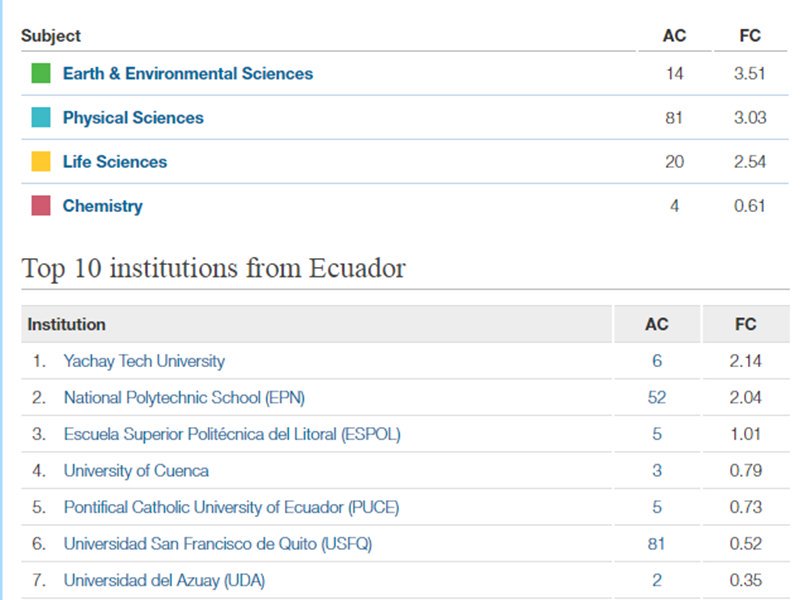 Subject AC FC
Earth & Environmental Sciences 14 3.51
Physical Sciences 81 3.03
Life Sciences 20 2.54
Chemistry 4 0.61
Top 10 institutions from Ecuador
Institution AC FC
1. Yachay Tech University 6 2.14
2. National Polytechnic School (EPN) 52 2.04
3. Escuela Superior Politécnica del Litoral (ESPOL) 5 1.01
4. University of Cuenca 3 0.79
5. Pontifical Catholic University of Ecuador (PUCE) 5 0.73
6. Universidad San Francisco de Quito (USFQ) 81 0.52
7. Universidad del Azuay (UDA) 2 0.35